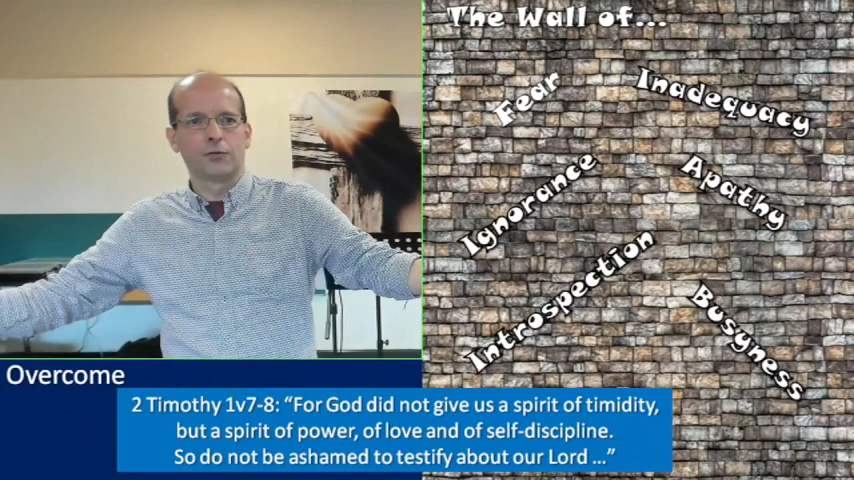 The Wall of...
Fear
Inadequacy
Ignorance
Apathy
Introspection
Busyness
Overcome
2 Timothy 1v7-8: “For God did not give us a spirit of timidity,
but a spirit of power, of love and of self-discipline.
So do not be ashamed to testify about our Lord ...”